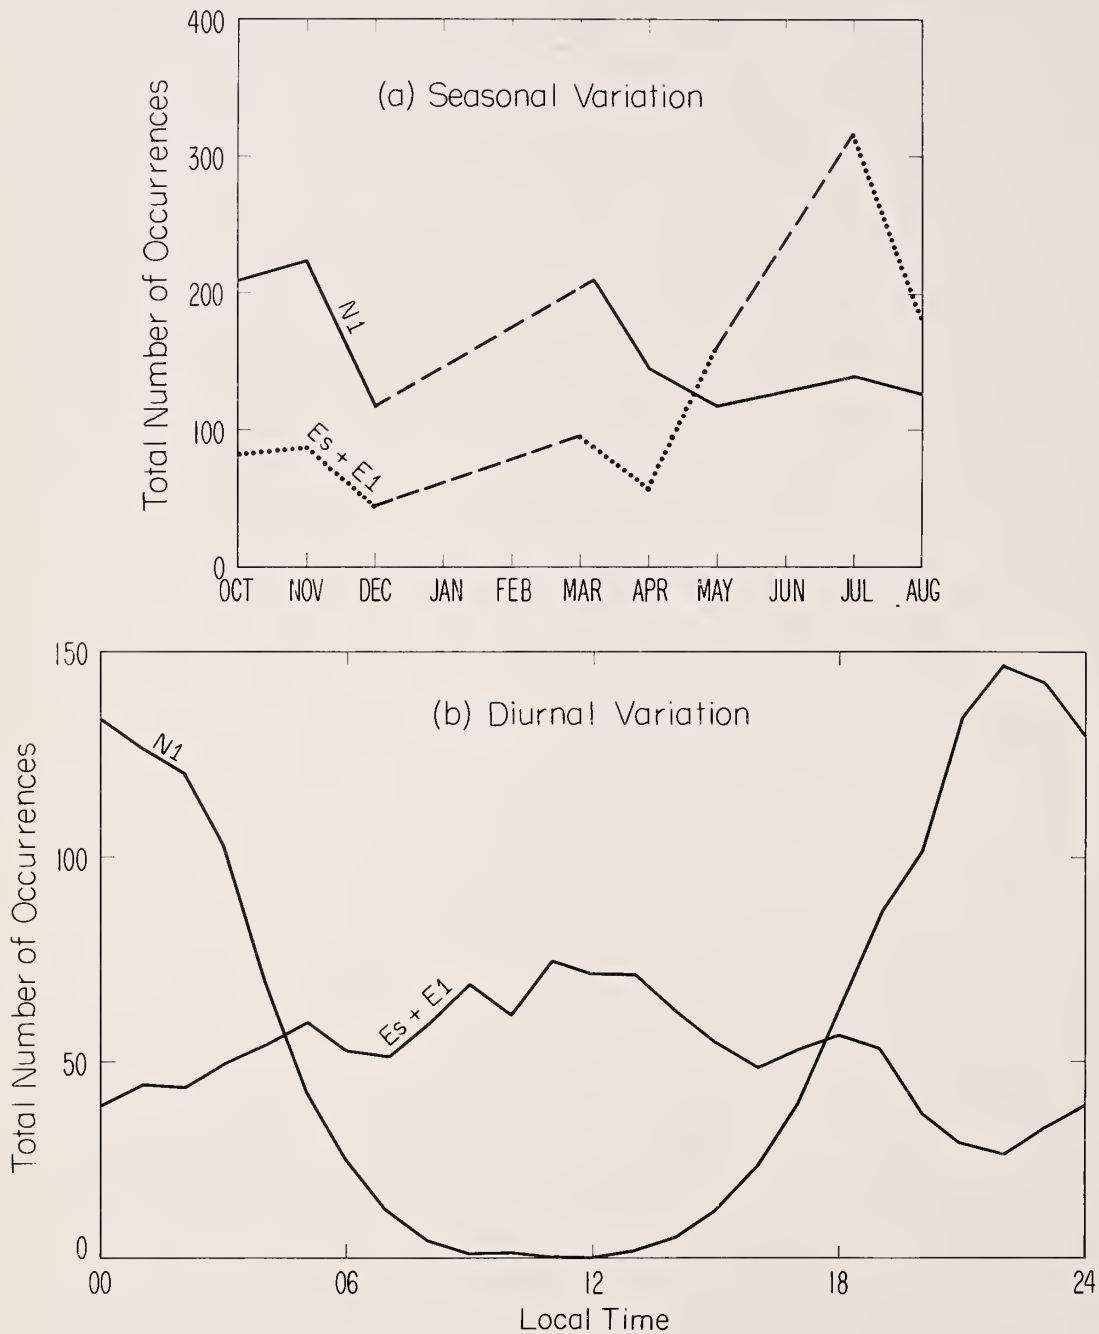 400
(a) Seasonal Variation
300
200
100
0
Total Number of Occurrences
N1
Es + E1
OCT NOV DEC JAN FEB MAR APR MAY JUN JUL AUG
150
(b) Diurnal Variation
100
50
0
Total Number of Occurrences
N1
Es + E1
00 06 12 18 24
Local Time